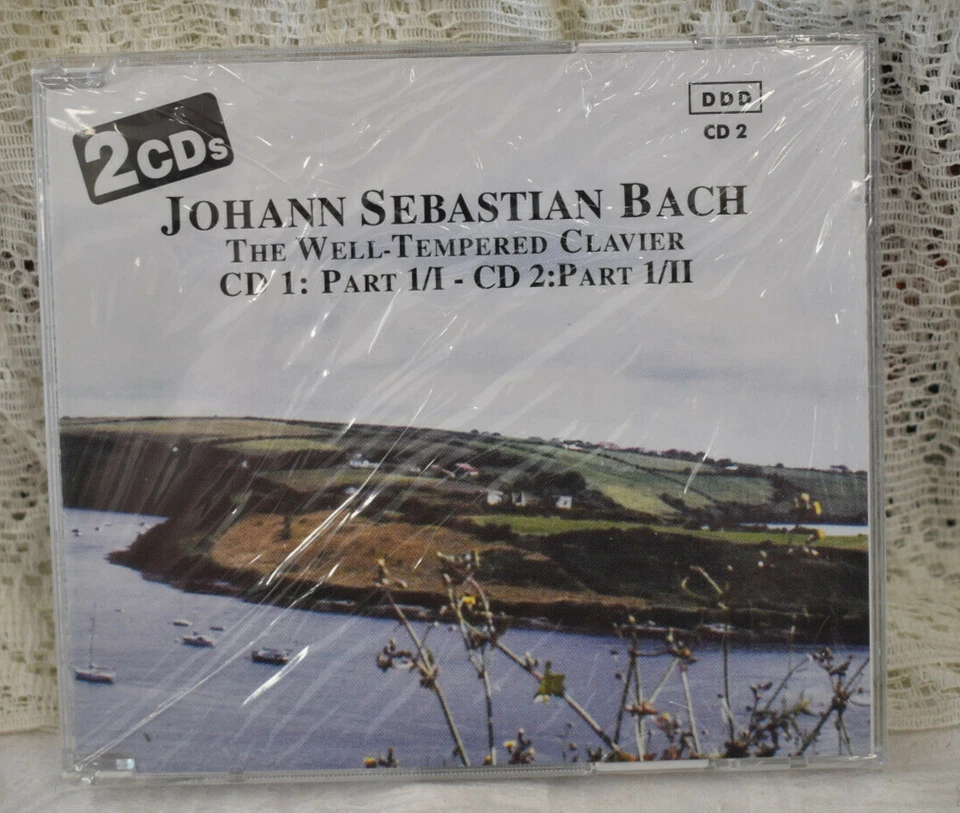 2CDs
DDD
CD 2
JOHANN SEBASTIAN BACH
THE WELL-TEMPERED CLAVIER
CD 1: PART 1/I - CD 2:PART 1/II